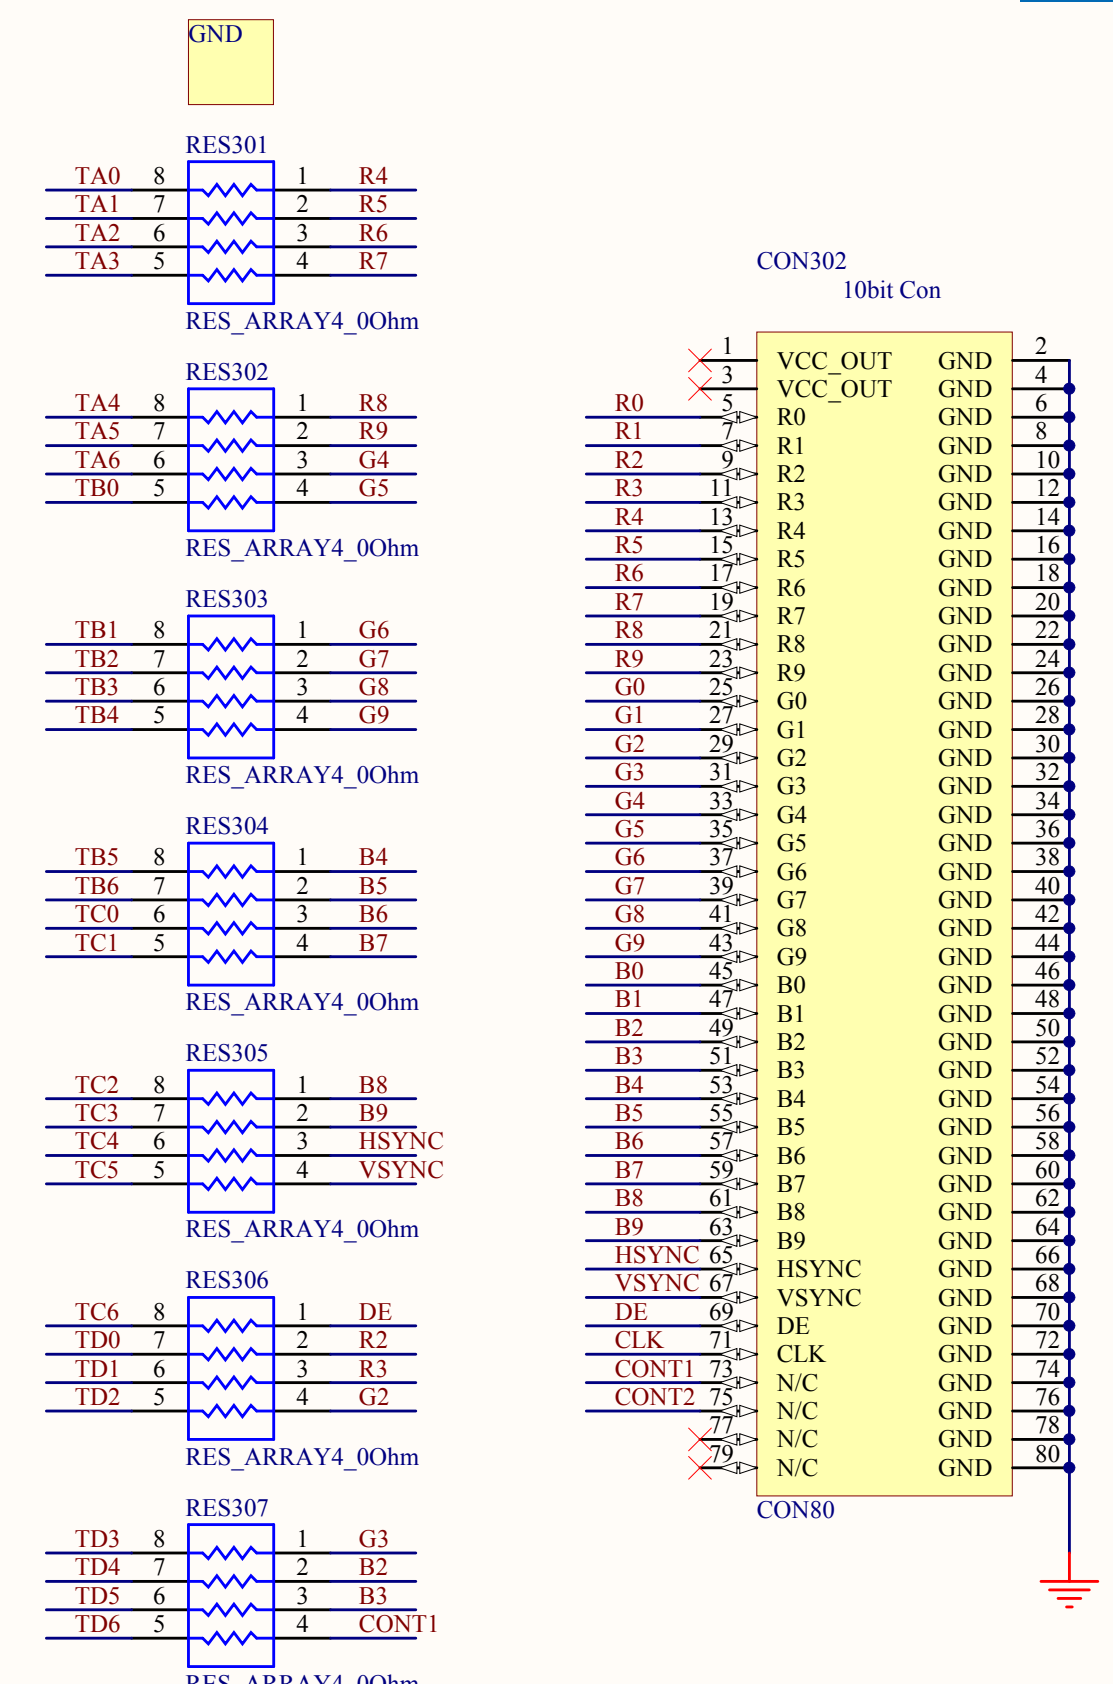 GND
RES301
TA0 8 1 R4
TA1 7 2 R5
TA2 6 3 R6
TA3 5 4 R7
RES_ARRAY4_0Ohm
RES302
TA4 8 1 R8
TA5 7 2 R9
TA6 6 3 G4
TB0 5 4 G5
RES_ARRAY4_0Ohm
RES303
TB1 8 1 G6
TB2 7 2 G7
TB3 6 3 G8
TB4 5 4 G9
RES_ARRAY4_0Ohm
RES304
TB5 8 1 B4
TB6 7 2 B5
TC0 6 3 B6
TC1 5 4 B7
RES_ARRAY4_0Ohm
RES305
TC2 8 1 B8
TC3 7 2 B9
TC4 6 3 HSYNC
TC5 5 4 VSYNC
RES_ARRAY4_0Ohm
RES306
TC6 8 1 DE
TD0 7 2 R2
TD1 6 3 R3
TD2 5 4 G2
RES_ARRAY4_0Ohm
RES307
TD3 8 1 G3
TD4 7 2 B2
TD5 6 3 B3
TD6 5 4 CONT1
RES_ARRAY4_0Ohm
CON302
10bit Con
1 VCC_OUT GND 2
3 VCC_OUT GND 4
R0 5 R0 GND 6
R1 7 R1 GND 8
R2 9 R2 GND 10
R3 11 R3 GND 12
R4 13 R4 GND 14
R5 15 R5 GND 16
R6 17 R6 GND 18
R7 19 R7 GND 20
R8 21 R8 GND 22
R9 23 R9 GND 24
G0 25 G0 GND 26
G1 27 G1 GND 28
G2 29 G2 GND 30
G3 31 G3 GND 32
G4 33 G4 GND 34
G5 35 G5 GND 36
G6 37 G6 GND 38
G7 39 G7 GND 40
G8 41 G8 GND 42
G9 43 G9 GND 44
B0 45 B0 GND 46
B1 47 B1 GND 48
B2 49 B2 GND 50
B3 51 B3 GND 52
B4 53 B4 GND 54
B5 55 B5 GND 56
B6 57 B6 GND 58
B7 59 B7 GND 60
B8 61 B8 GND 62
B9 63 B9 GND 64
HSYNC 65 HSYNC GND 66
VSYNC 67 VSYNC GND 68
DE 69 DE GND 70
CLK 71 CLK GND 72
CONT1 73 N/C GND 74
CONT2 75 N/C GND 76
77 N/C GND 78
79 N/C GND 80
CON80